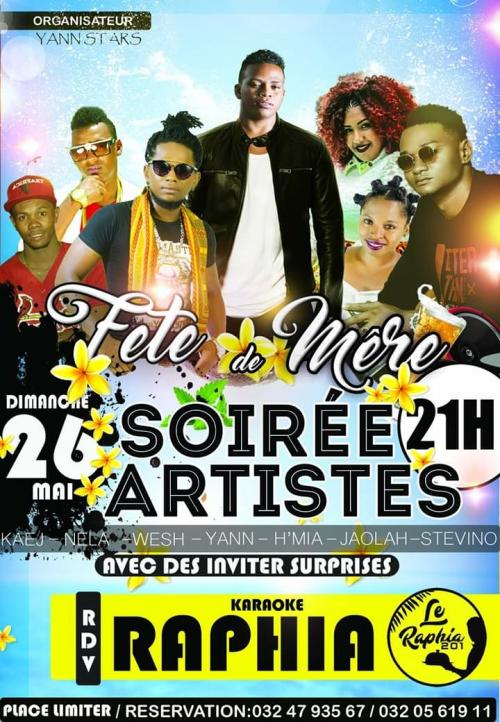 ORGANISATEUR
YANN STARS
Fete de Mère
DIMANCHE
26
MAI
SOIRÉE
ARTISTES
21H
KAEJ - NELA - WESH - YANN - H'MIA - JAOLAH - STEVINO
AVEC DES INVITER SURPRISES
RDV
KARAOKE
RAPHIA
Le
Raphia
201
PLACE LIMITER / RESERVATION: 032 47 935 67 / 032 05 619 11